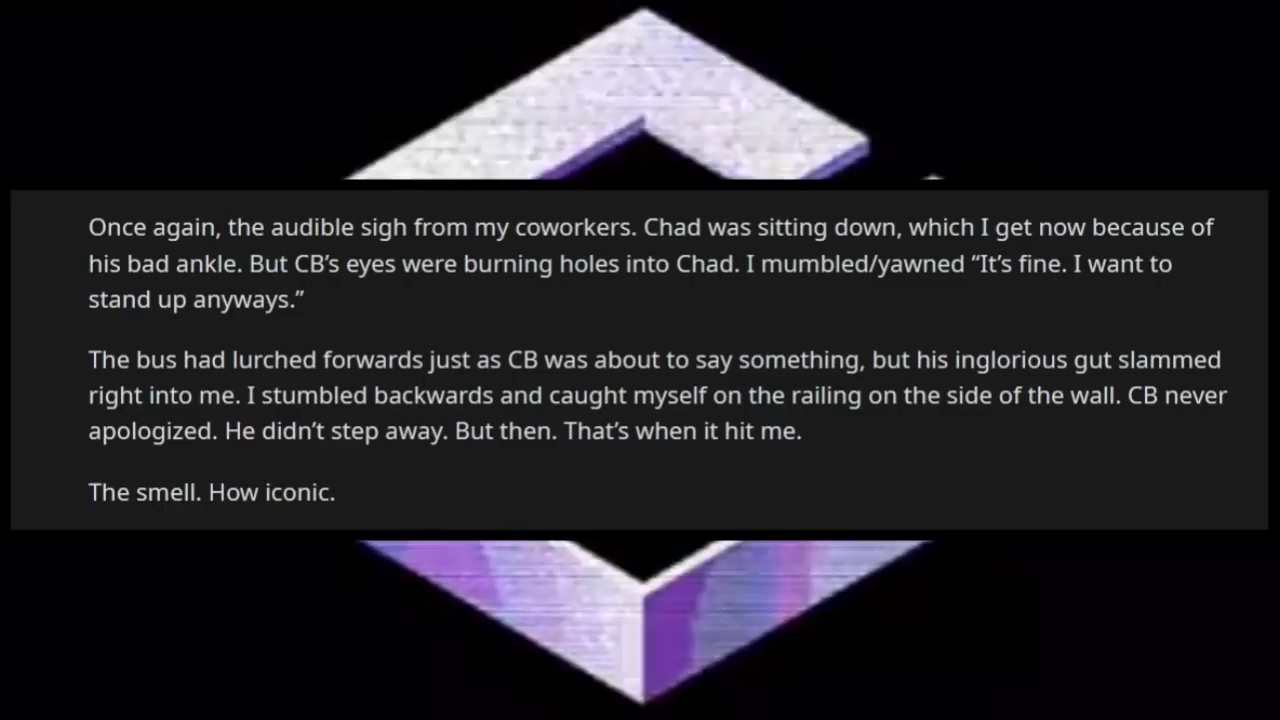 Once again, the audible sigh from my coworkers. Chad was sitting down, which I get now because of
his bad ankle. But CB’s eyes were burning holes into Chad. I mumbled/yawned “It’s fine. I want to
stand up anyways.”
The bus had lurched forwards just as CB was about to say something, but his inglorious gut slammed
right into me. I stumbled backwards and caught myself on the railing on the side of the wall. CB never
apologized. He didn’t step away. But then. That’s when it hit me.
The smell. How iconic.